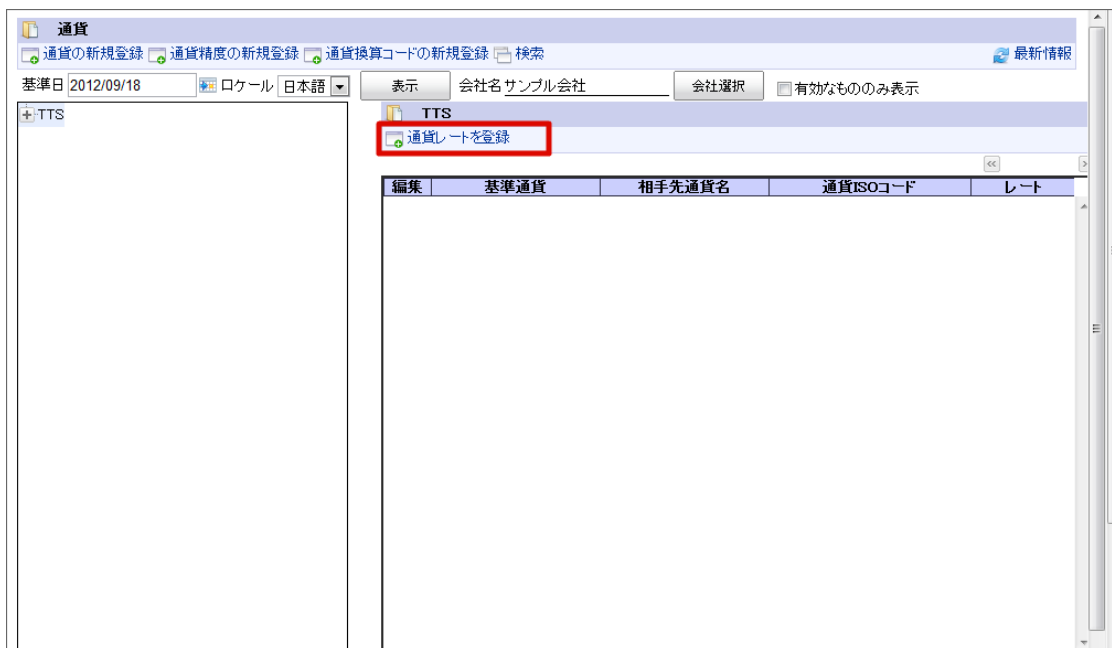 通貨
通貨の新規登録 通貨精度の新規登録 通貨換算コードの新規登録 検索 最新情報
基準日 2012/09/18 ロケール 日本語 表示 会社名 サンプル会社 会社選択 有効なもののみ表示
TTS
TTS
通貨レートを登録
編集 基準通貨 相手先通貨名 通貨ISOコード レート